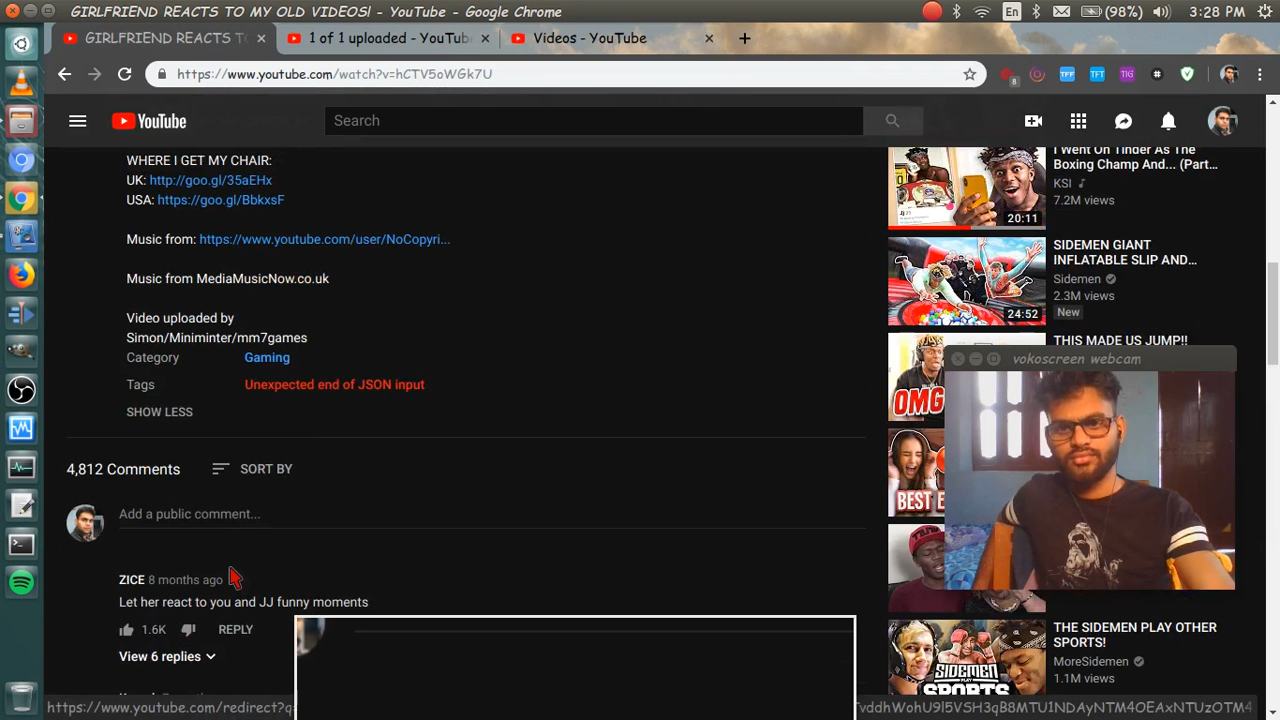 GIRLFRIEND REACTS TO MY OLD VIDEOS! - YouTube - Google Chrome
En
(98%)
3:28 PM
GIRLFRIEND REACTS TO
1 of 1 uploaded - YouTub
Videos - YouTube
https://www.youtube.com/watch?v=hCTV5oWGk7U
8
TFF
TFT
TIG
YouTube
Search
WHERE I GET MY CHAIR:
UK: http://goo.gl/35aEHx
USA: https://goo.gl/BbkxsF
Music from: https://www.youtube.com/user/NoCopyri...
Music from MediaMusicNow.co.uk
Video uploaded by
Simon/Miniminter/mm7games
Category Gaming
Tags Unexpected end of JSON input
SHOW LESS
4,812 Comments
SORT BY
Add a public comment...
ZICE 8 months ago
Let her react to you and JJ funny moments
1.6K
REPLY
View 6 replies
I Went On Tinder As The
Boxing Champ And... (Part...
KSI
7.2M views
20:11
SIDEMEN GIANT
INFLATABLE SLIP AND...
Sidemen
2.3M views
New
24:52
THIS MADE US JUMP!!
OMG
vokoscreen webcam
BEST E
THE SIDEMEN PLAY OTHER
SPORTS!
MoreSidemen
1.1M views
SIDEMEN
PLAY
SPORTS
https://www.youtube.com/redirect?q